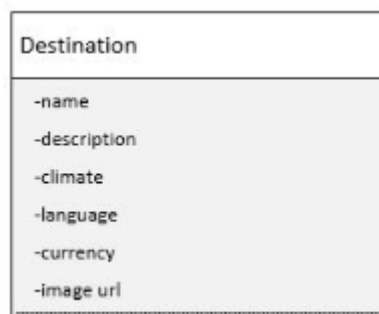 Destination
-name
-description
-climate
-language
-currency
-image url